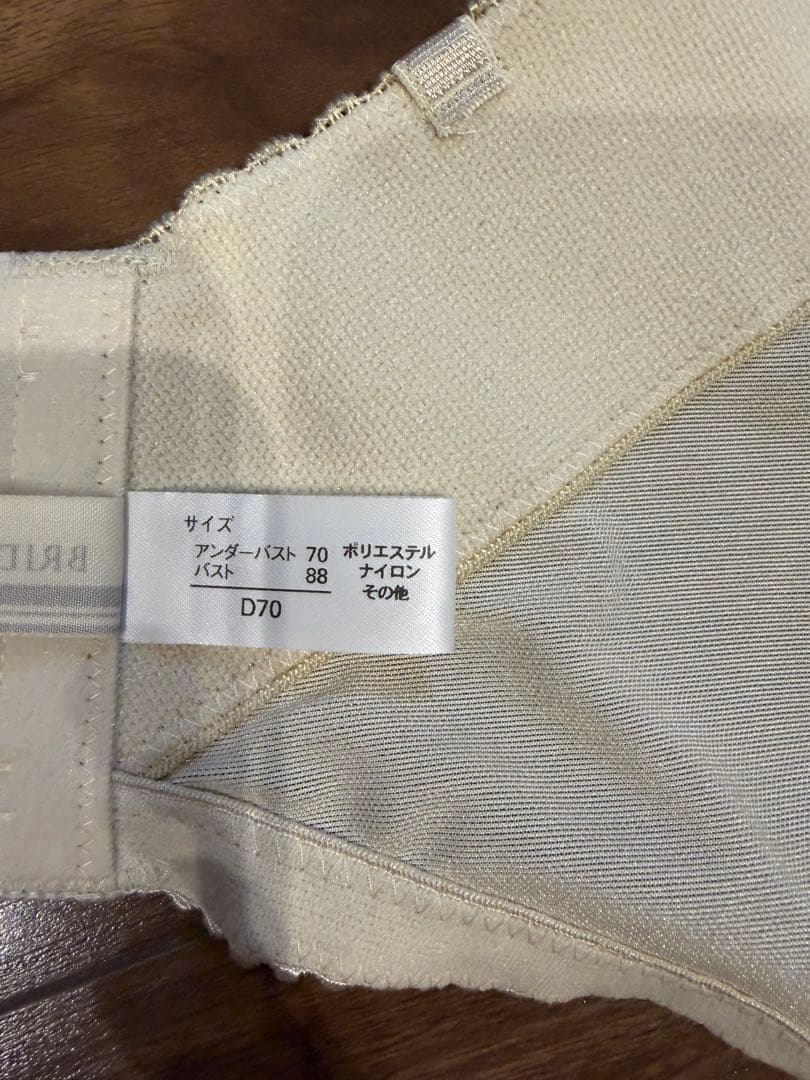 サイズ
アンダーバスト 70
バスト 88
D70
ポリエステル
ナイロン
その他
BRID